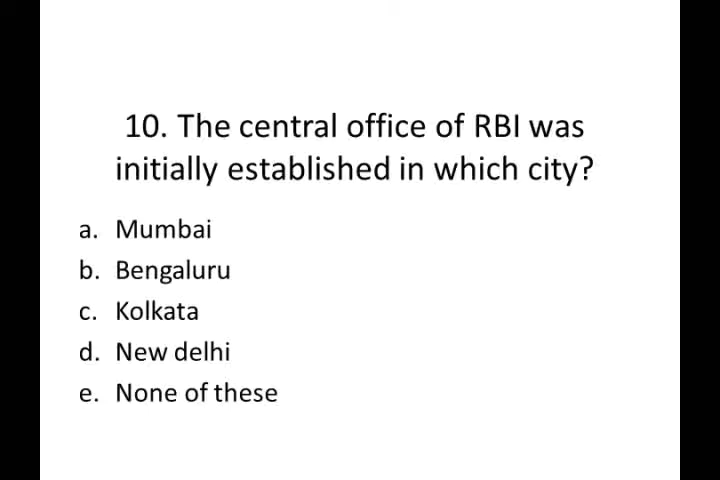 10. The central office of RBI was
initially established in which city?
a. Mumbai
b. Bengaluru
c. Kolkata
d. New delhi
e. None of these